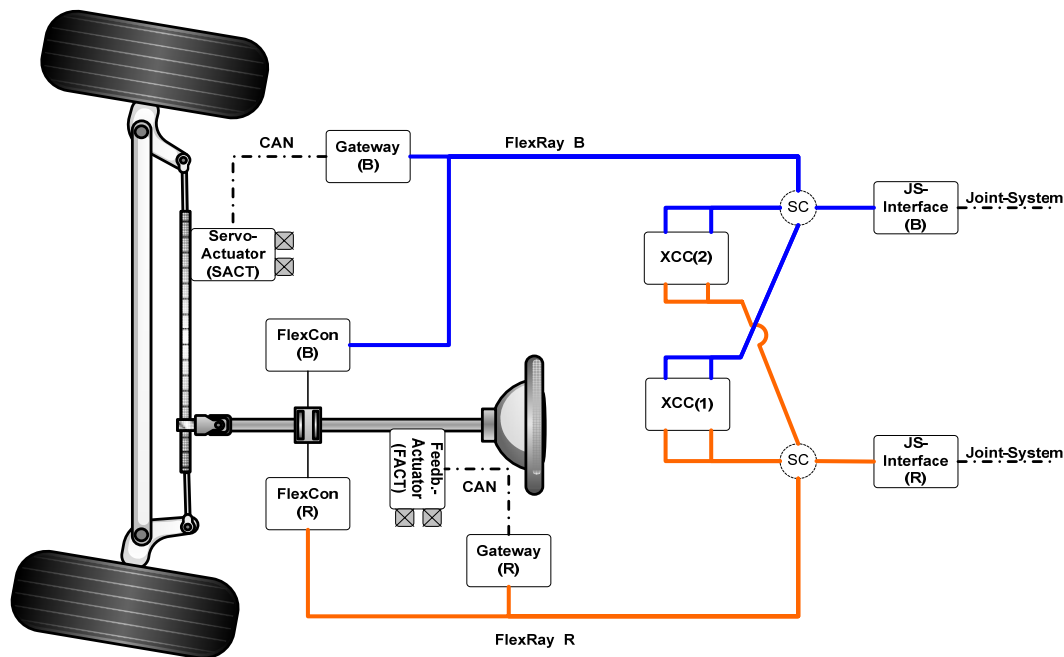 CAN
Gateway
(B)
FlexRay B
SC
JS-
Interface
(B)
Joint-System
Servo-
Actuator
(SACT)
XCC(2)
FlexCon
(B)
XCC(1)
Feedb.-
Actuator
(FACT)
CAN
SC
JS-
Interface
(R)
Joint-System
FlexCon
(R)
Gateway
(R)
FlexRay R